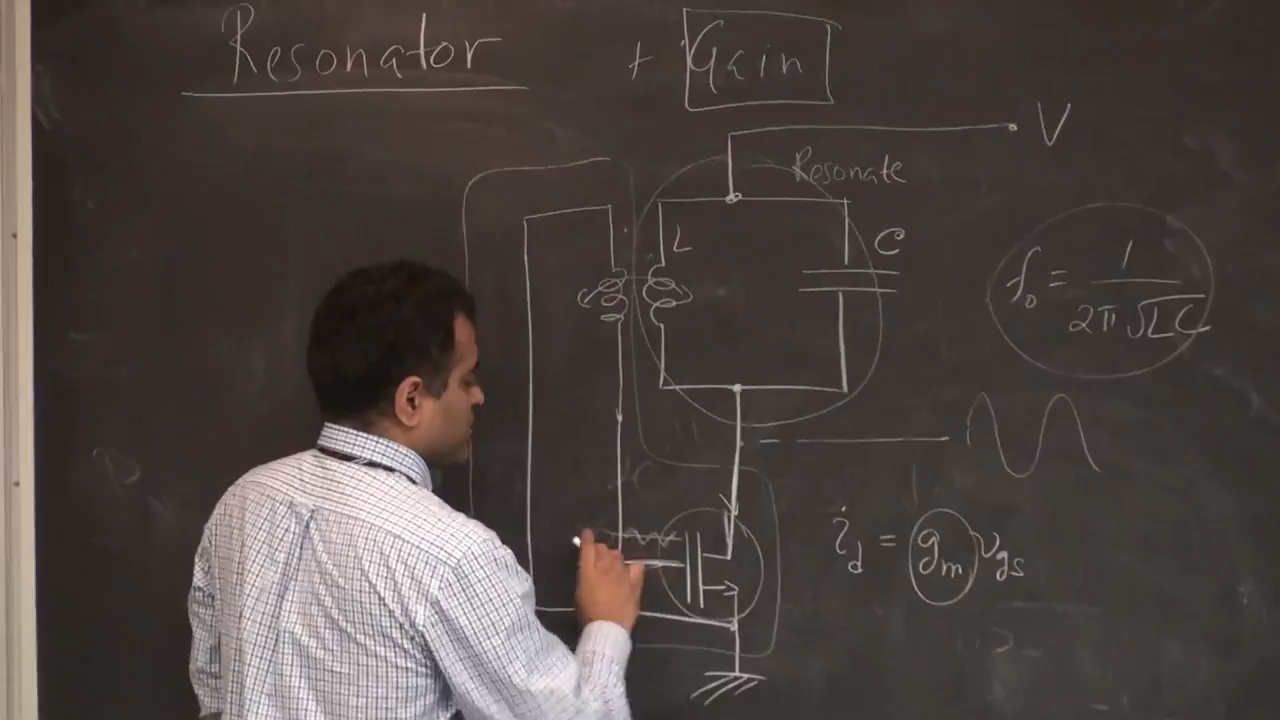 Resonator + Gain
V
Resonate
L
C
f₀ = 1 / 2π√LC
i_d = g_m v_gs